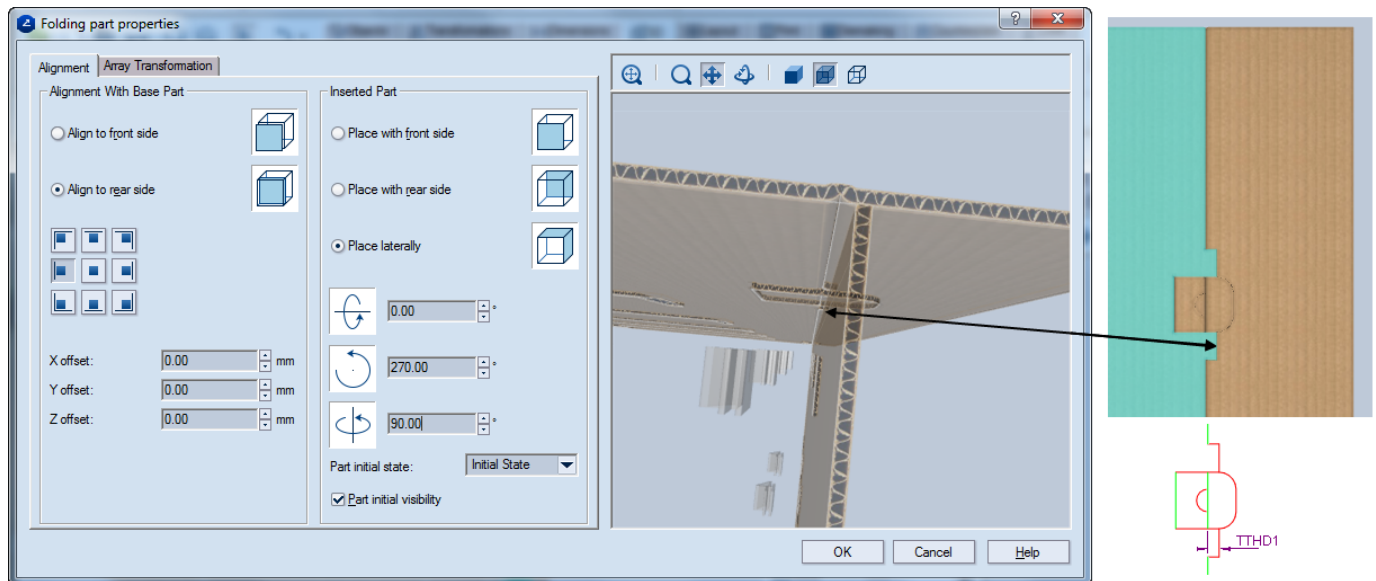 Folding part properties
Alignment
Array Transformation
Alignment With Base Part
Align to front side
Align to rear side
X offset: 0.00 mm
Y offset: 0.00 mm
Z offset: 0.00 mm
Inserted Part
Place with front side
Place with rear side
Place laterally
0.00 °
270.00 °
90.00 °
Part initial state: Initial State
Part initial visibility
OK
Cancel
Help
TTHD1